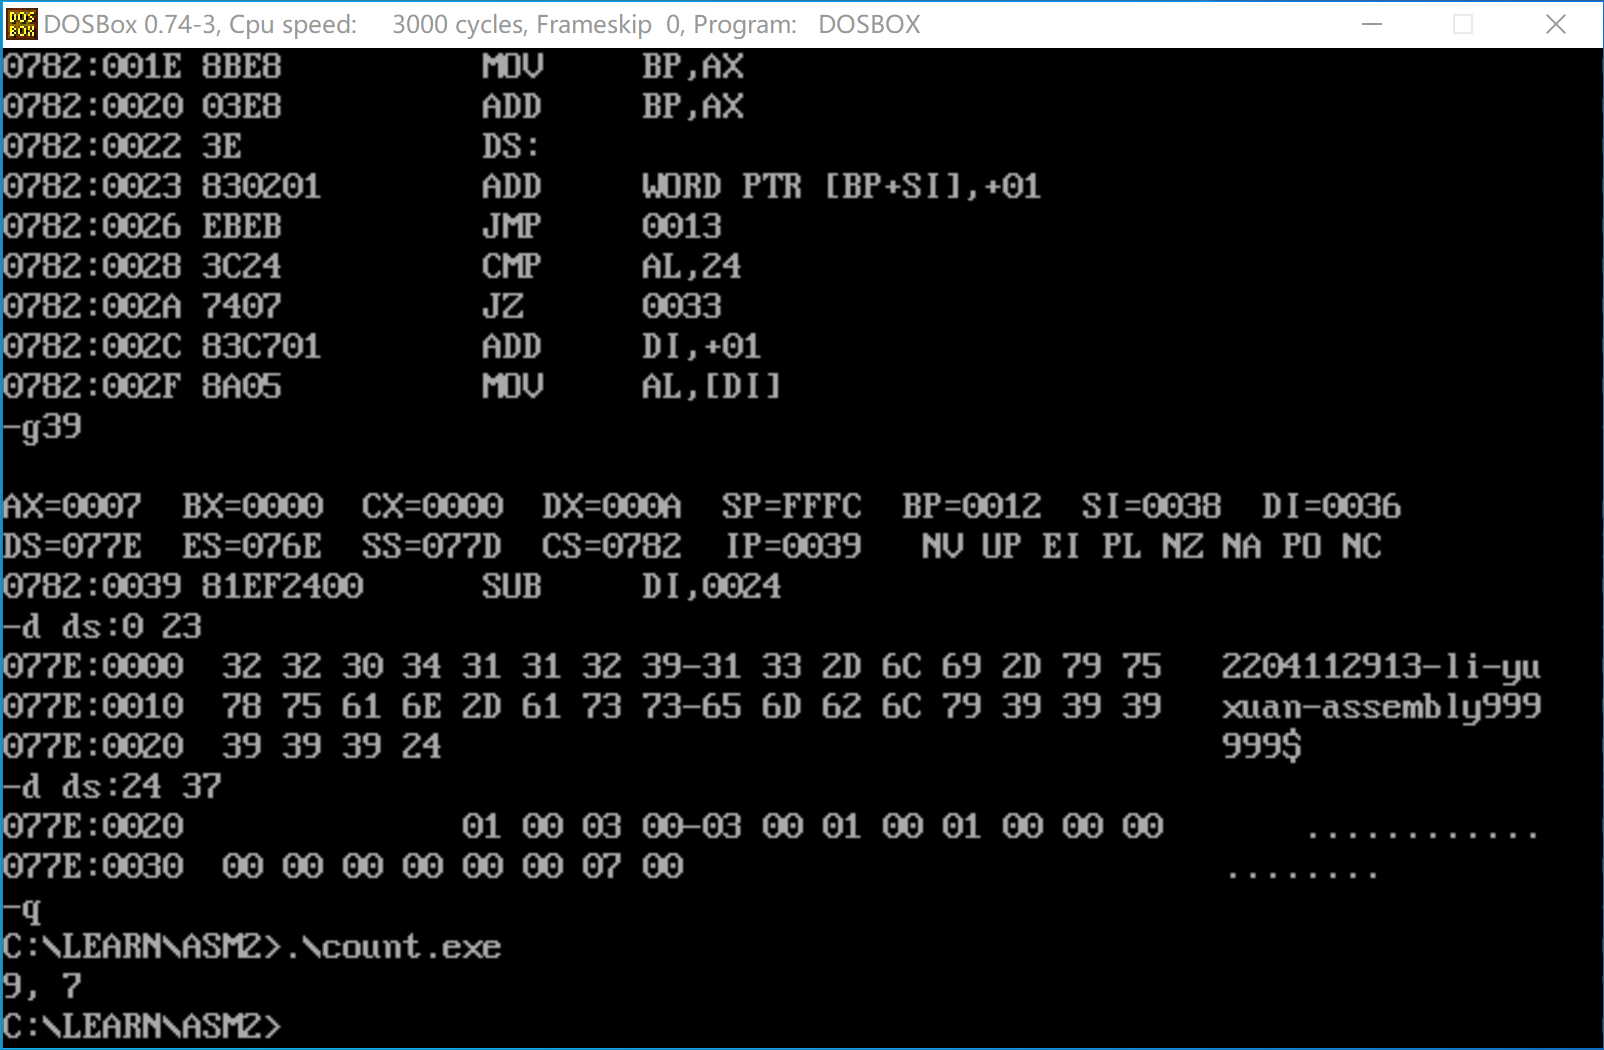 DOSBox 0.74-3, Cpu speed: 3000 cycles, Frameskip 0, Program: DOSBOX
0782:001E 8BE8 MOV BP,AX
0782:0020 03E8 ADD BP,AX
0782:0022 3E DS:
0782:0023 830201 ADD WORD PTR [BP+SI],+01
0782:0026 EBEB JMP 0013
0782:0028 3C24 CMP AL,24
0782:002A 7407 JZ 0033
0782:002C 83C701 ADD DI,+01
0782:002F 8A05 MOV AL,[DI]
-g39
AX=0007 BX=0000 CX=0000 DX=000A SP=FFFC BP=0012 SI=0038 DI=0036
DS=077E ES=076E SS=077D CS=0782 IP=0039 NV UP EI PL NZ NA PO NC
0782:0039 81EF2400 SUB DI,0024
-d ds:0 23
077E:0000 32 32 30 34 31 31 32 39-31 33 2D 6C 69 2D 79 75 2204112913-li-yu
077E:0010 78 75 61 6E 2D 61 73 73-65 6D 62 6C 79 39 39 39 xuan-assembly999
077E:0020 39 39 39 24 999$
-d ds:24 37
077E:0020 01 00 03 00-03 00 01 00 01 00 00 00 ............
077E:0030 00 00 00 00 00 00 07 00 ........
-q
C:\LEARN\ASM2>.\count.exe
9, 7
C:\LEARN\ASM2>